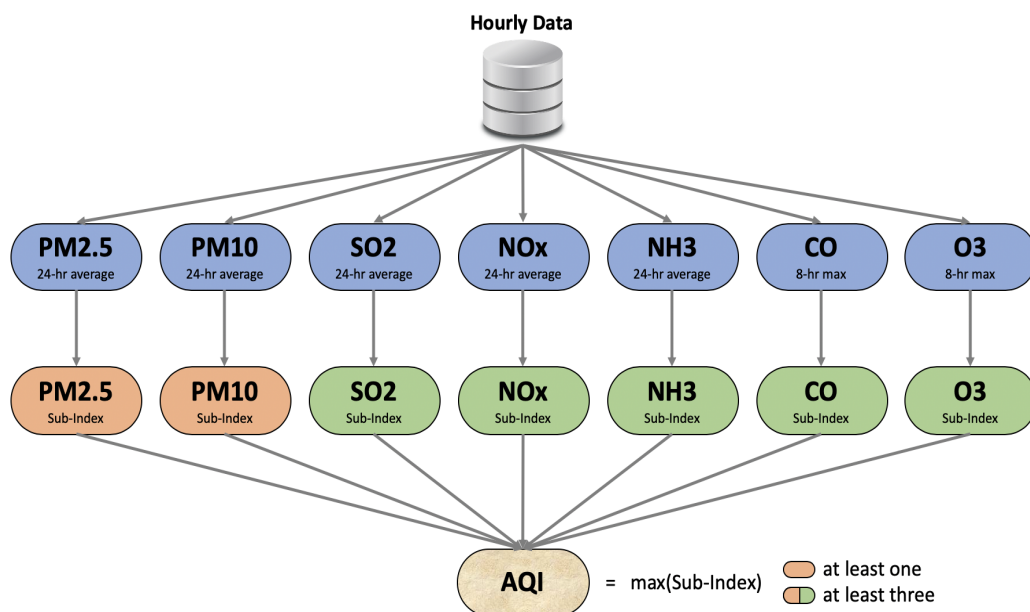 Hourly Data
PM2.5
24-hr average
PM10
24-hr average
SO2
24-hr average
NOx
24-hr average
NH3
24-hr average
CO
8-hr max
O3
8-hr max
PM2.5
Sub-Index
PM10
Sub-Index
SO2
Sub-Index
NOx
Sub-Index
NH3
Sub-Index
CO
Sub-Index
O3
Sub-Index
AQI = max(Sub-Index)
at least one
at least three